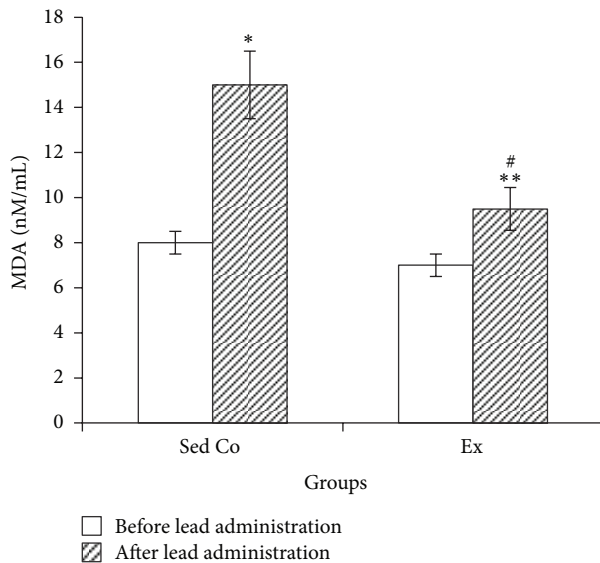 18
16
14
12
10
8
6
4
2
0
MDA (nM/mL)
*
#
**
Sed Co
Ex
Groups
Before lead administration
After lead administration